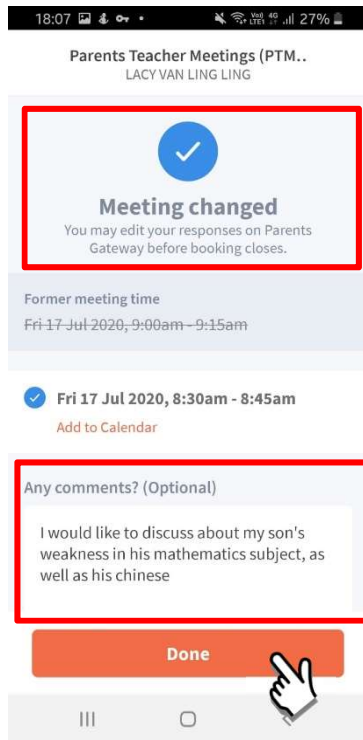 18:07
Vo)) 4G
LTE1 27%
Parents Teacher Meetings (PTM..
LACY VAN LING LING
Meeting changed
You may edit your responses on Parents
Gateway before booking closes.
Former meeting time
Fri 17 Jul 2020, 9:00am - 9:15am
Fri 17 Jul 2020, 8:30am - 8:45am
Add to Calendar
Any comments? (Optional)
I would like to discuss about my son's
weakness in his mathematics subject, as
well as his chinese
Done